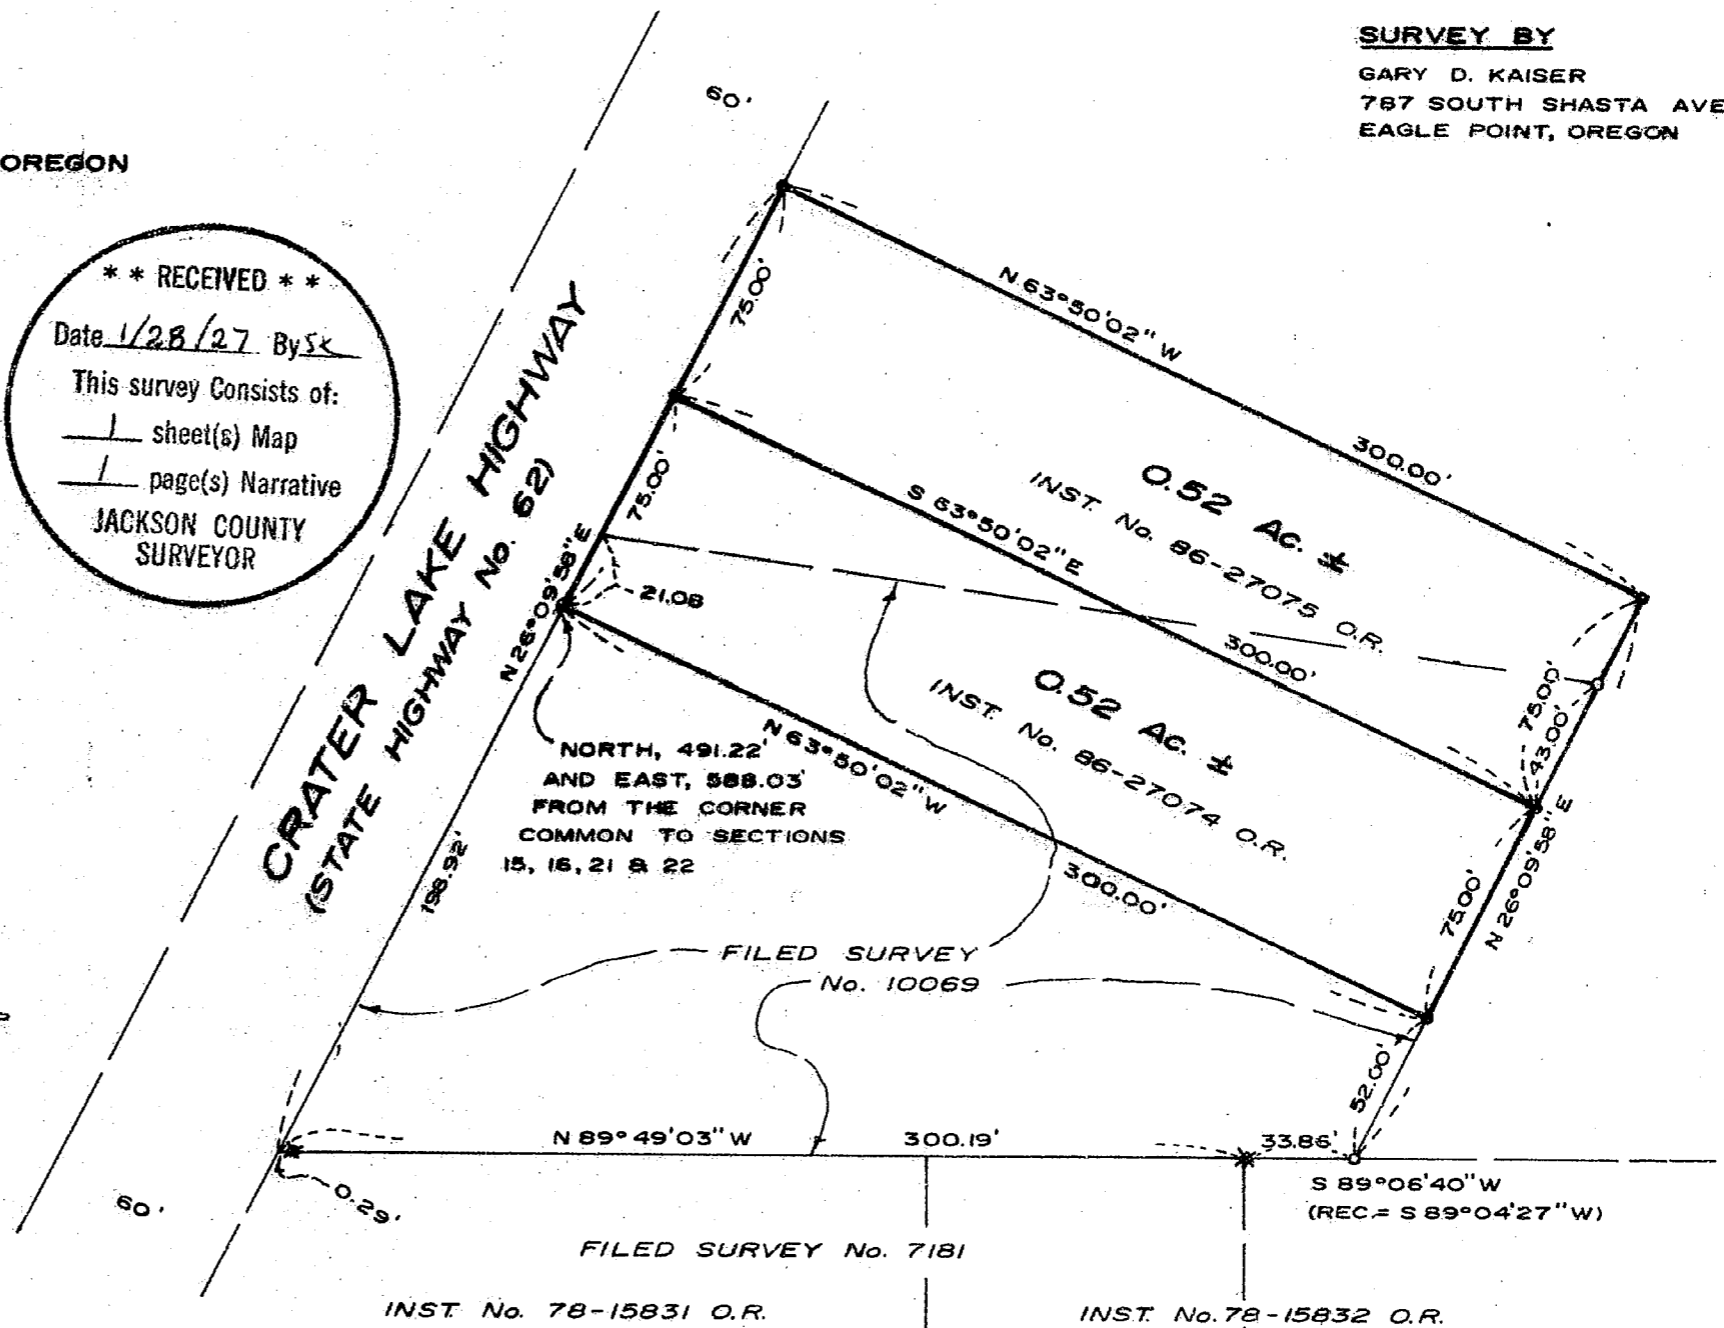 SURVEY BY
GARY D. KAISER
787 SOUTH SHASTA AVE
EAGLE POINT, OREGON
OREGON
* * RECEIVED * *
Date 1/28/27 By SK
This survey Consists of:
1 sheet(s) Map
1 page(s) Narrative
JACKSON COUNTY
SURVEYOR
60'
CRATER LAKE HIGHWAY
(STATE HIGHWAY No. 62)
75.00'
N 63°50'02" W
300.00'
0.52 Ac. ±
INST. No. 86-27075 O.R.
75.00'
S 63°50'02" E
300.00'
N 26°09'58" E
21.08
0.52 Ac. ±
INST. No. 86-27074 O.R.
75.00'
43.00'
NORTH, 491.22'
AND EAST, 588.03'
FROM THE CORNER
COMMON TO SECTIONS
15, 16, 21 & 22
N 63°50'02" W
300.00'
75.00'
N 26°09'58" E
198.92'
FILED SURVEY
No. 10069
52.00'
N 89°49'03" W
300.19'
33.86'
S 89°06'40" W
(REC.= S 89°04'27" W)
0.29'
60'
FILED SURVEY No. 7181
INST. No. 78-15831 O.R.
INST. No. 78-15832 O.R.